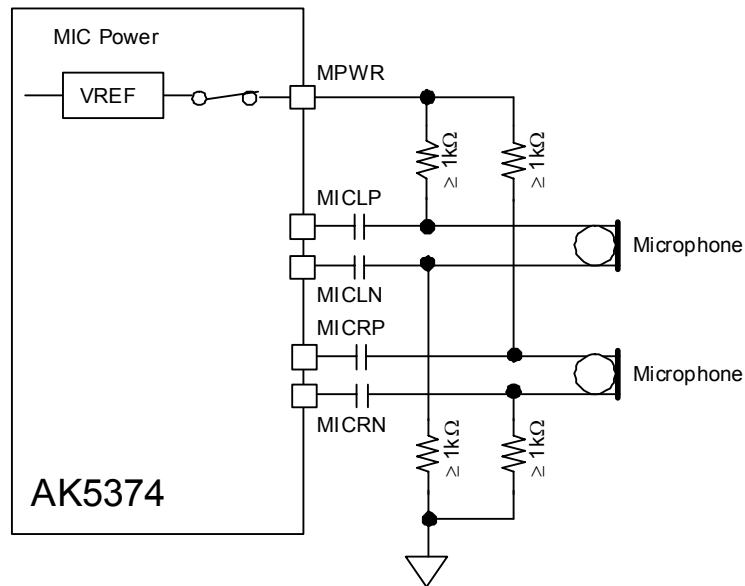 MIC Power
MPWR
VREF
≥ 1kΩ
≥ 1kΩ
MICLP
Microphone
MICLN
MICRP
Microphone
MICRN
≥ 1kΩ
≥ 1kΩ
AK5374